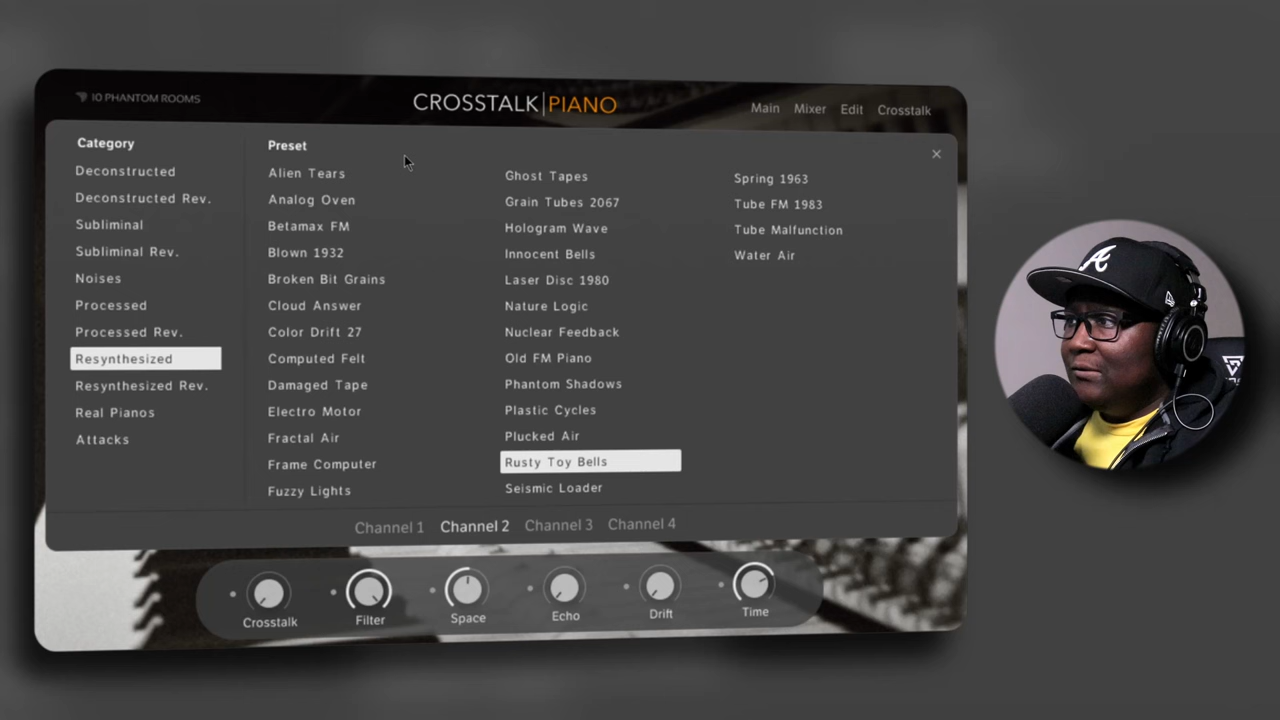 10 PHANTOM ROOMS
CROSSTALK|PIANO
Main Mixer Edit Crosstalk
Category
Deconstructed
Deconstructed Rev.
Subliminal
Subliminal Rev.
Noises
Processed
Processed Rev.
Resynthesized
Resynthesized Rev.
Real Pianos
Attacks
Preset
Alien Tears
Analog Oven
Betamax FM
Blown 1932
Broken Bit Grains
Cloud Answer
Color Drift 27
Computed Felt
Damaged Tape
Electro Motor
Fractal Air
Frame Computer
Fuzzy Lights
Ghost Tapes
Grain Tubes 2067
Hologram Wave
Innocent Bells
Laser Disc 1980
Nature Logic
Nuclear Feedback
Old FM Piano
Phantom Shadows
Plastic Cycles
Plucked Air
Rusty Toy Bells
Seismic Loader
Spring 1963
Tube FM 1983
Tube Malfunction
Water Air
Channel 1 Channel 2 Channel 3 Channel 4
Crosstalk Filter Space Echo Drift Time
A